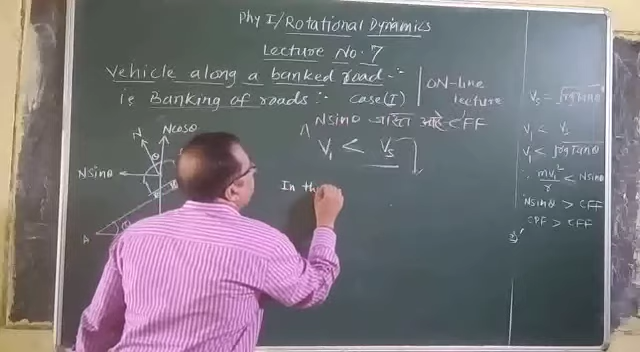 Phy I/Rotational Dynamics
Lecture No. 7
Vehicle along a banked road :-
ie Banking of roads :- case(I)
ON-line
lecture
Nsinθ जास्त आहे CFF
V₁ < Vs
In th
N
Ncosθ
θ
Nsinθ
A
Vs = √rg Tanθ
V₁ < Vs
V₁ < √rg Tanθ
∴ mv₁²/r < Nsinθ
Nsinθ > CFF
CPF > CFF